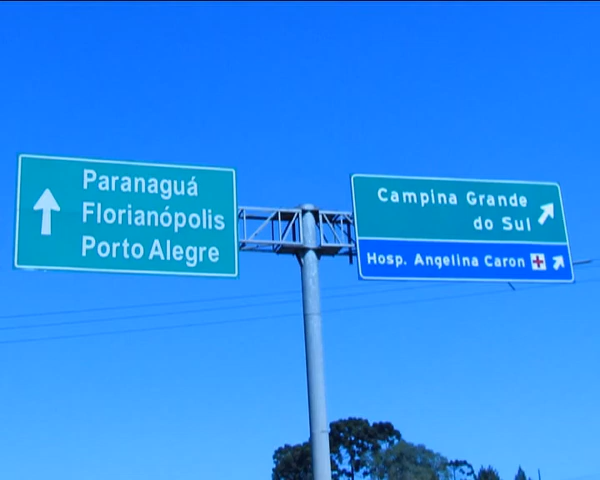 Paranaguá
Florianópolis
Porto Alegre
Campina Grande
do Sul
Hosp. Angelina Caron